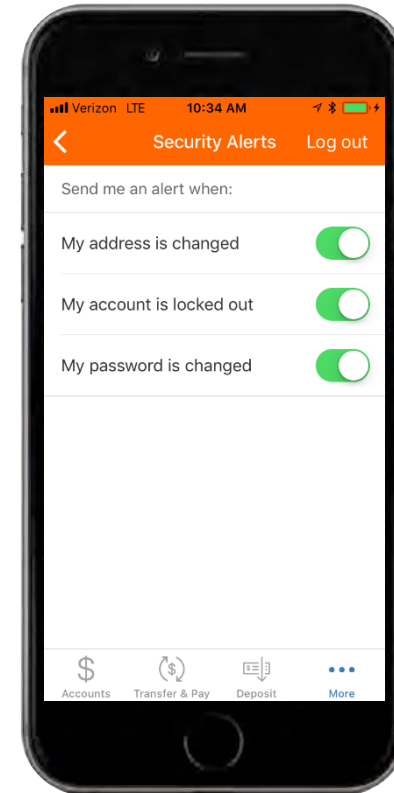 Verizon LTE 10:34 AM
Security Alerts Log out
Send me an alert when:
My address is changed
My account is locked out
My password is changed
$ $ $
Accounts Transfer & Pay Deposit More